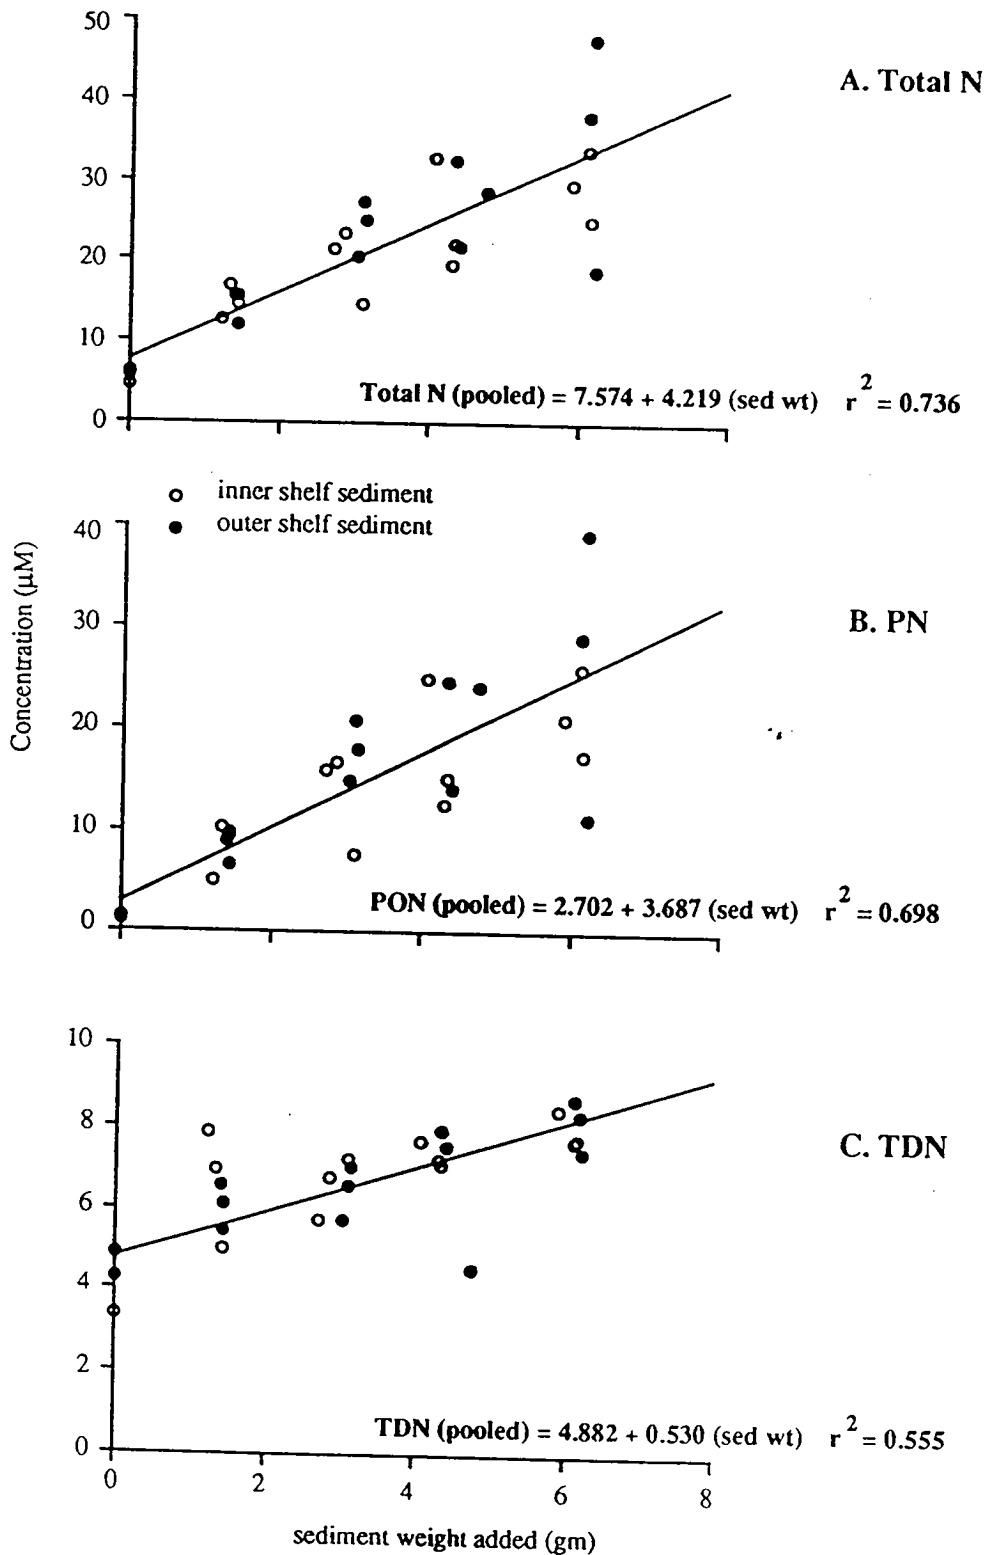 50
40
30
20
10
0
A. Total N
Total N (pooled) = 7.574 + 4.219 (sed wt) r² = 0.736
inner shelf sediment
outer shelf sediment
Concentration (µM)
40
30
20
10
0
B. PN
PON (pooled) = 2.702 + 3.687 (sed wt) r² = 0.698
10
8
6
4
2
0
C. TDN
TDN (pooled) = 4.882 + 0.530 (sed wt) r² = 0.555
0 2 4 6 8
sediment weight added (gm)